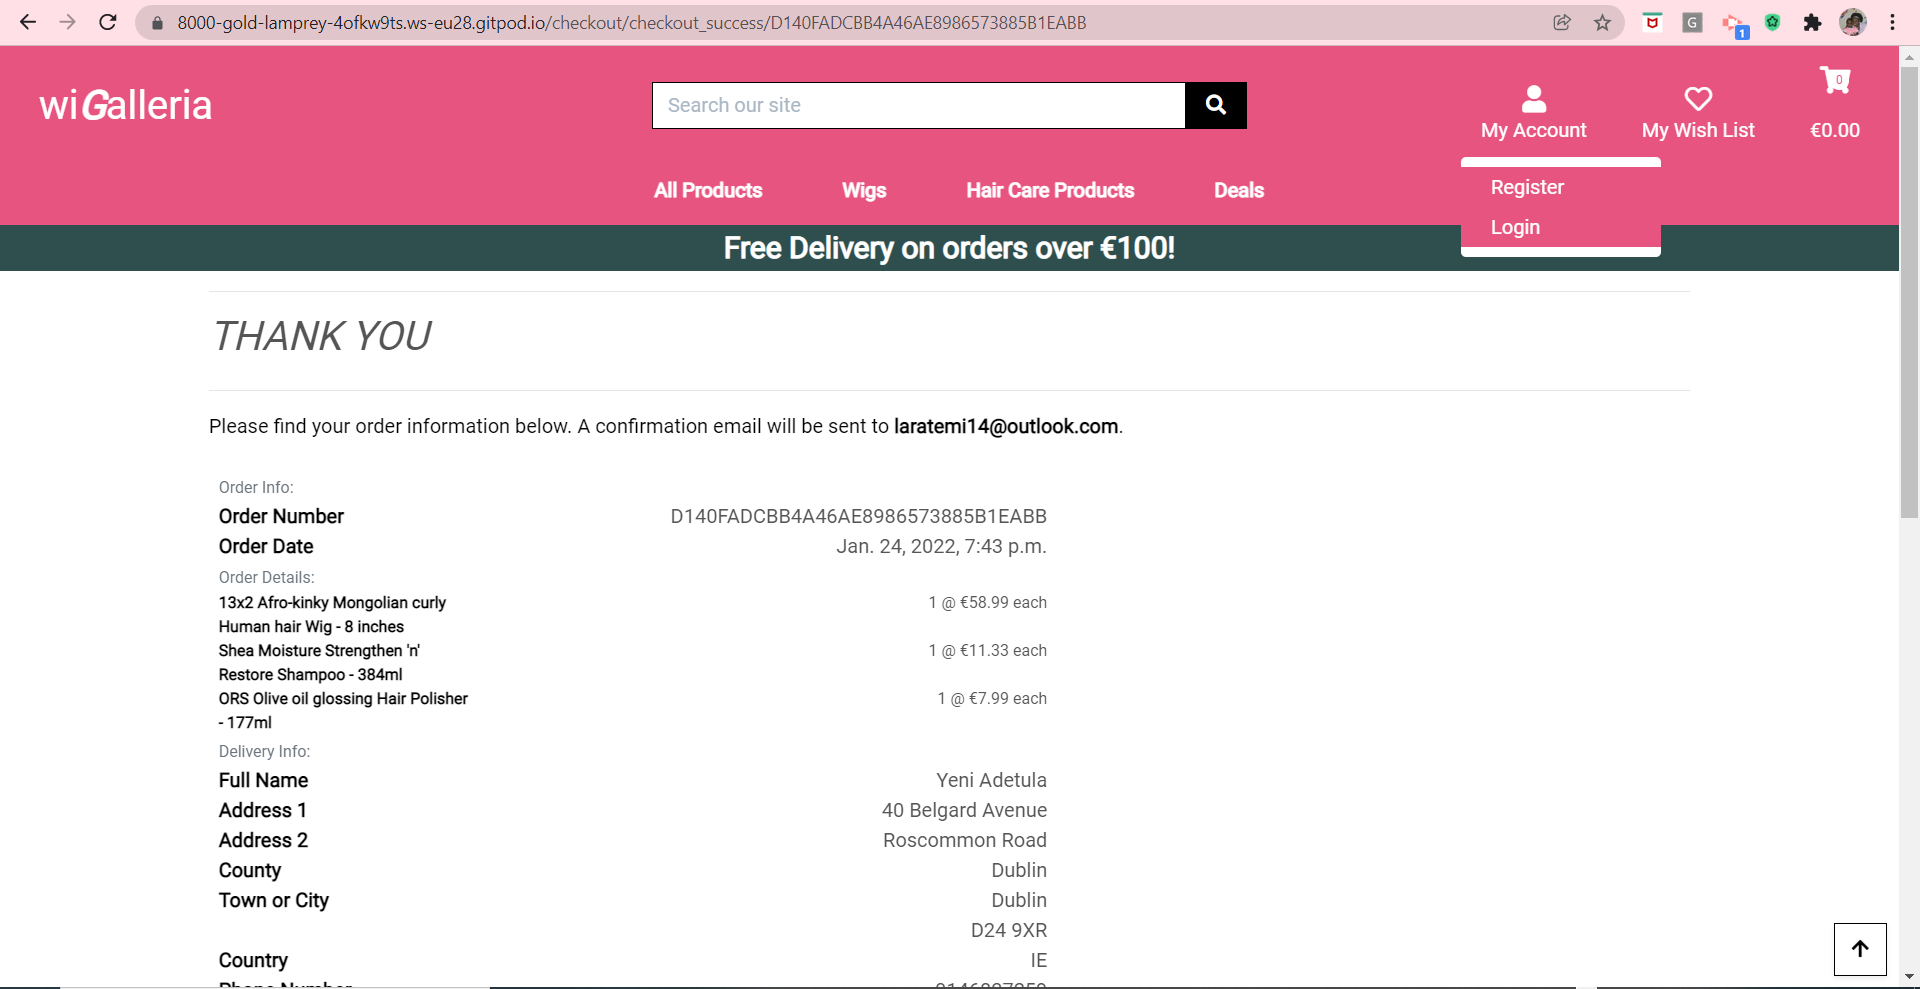 8000-gold-lamprey-4ofkw9ts.ws-eu28.gitpod.io/checkout/checkout_success/D140FADCBB4A46AE8986573885B1EABB
G
1
wiGalleria
Search our site
My Account
My Wish List
0
€0.00
All Products
Wigs
Hair Care Products
Deals
Register
Login
Free Delivery on orders over €100!
THANK YOU
Please find your order information below. A confirmation email will be sent to laratemi14@outlook.com.
Order Info:
Order Number D140FADCBB4A46AE8986573885B1EABB
Order Date Jan. 24, 2022, 7:43 p.m.
Order Details:
13x2 Afro-kinky Mongolian curly 1 @ €58.99 each
Human hair Wig - 8 inches
Shea Moisture Strengthen 'n' 1 @ €11.33 each
Restore Shampoo - 384ml
ORS Olive oil glossing Hair Polisher 1 @ €7.99 each
- 177ml
Delivery Info:
Full Name Yeni Adetula
Address 1 40 Belgard Avenue
Address 2 Roscommon Road
County Dublin
Town or City Dublin
D24 9XR
Country IE
Phone Number